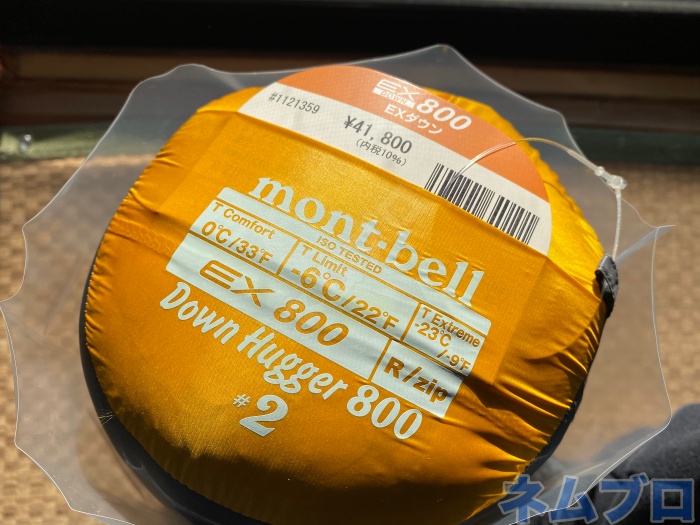 EX 800
DOWN
EXダウン
#1121359
¥41,800
(内税10%)
mont-bell
ISO TESTED
T Comfort
0℃/33℉
T Limit
-6℃/22℉
T Extreme
-23℃
/-9℉
EX 800
R/zip
Down Hugger 800
#2
ネムブロ